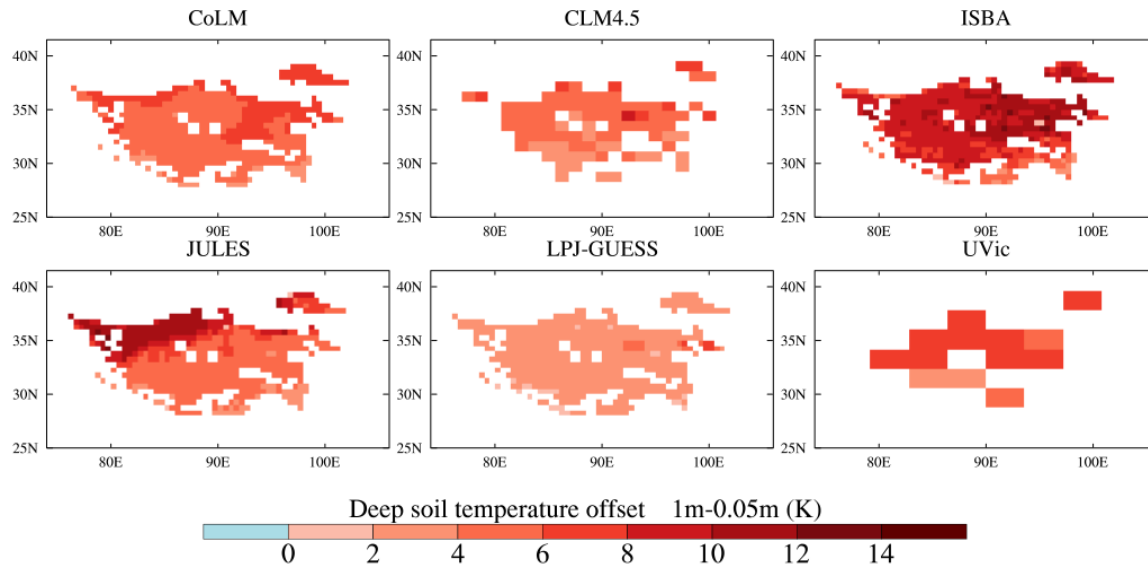 CoLM CLM4.5 ISBA
40N 40N 40N
35N 35N 35N
30N 30N 30N
25N 25N 25N
80E 90E 100E 80E 90E 100E 80E 90E 100E
JULES LPJ-GUESS UVic
40N 40N 40N
35N 35N 35N
30N 30N 30N
25N 25N 25N
80E 90E 100E 80E 90E 100E 80E 90E 100E
Deep soil temperature offset 1m-0.05m (K)
0 2 4 6 8 10 12 14